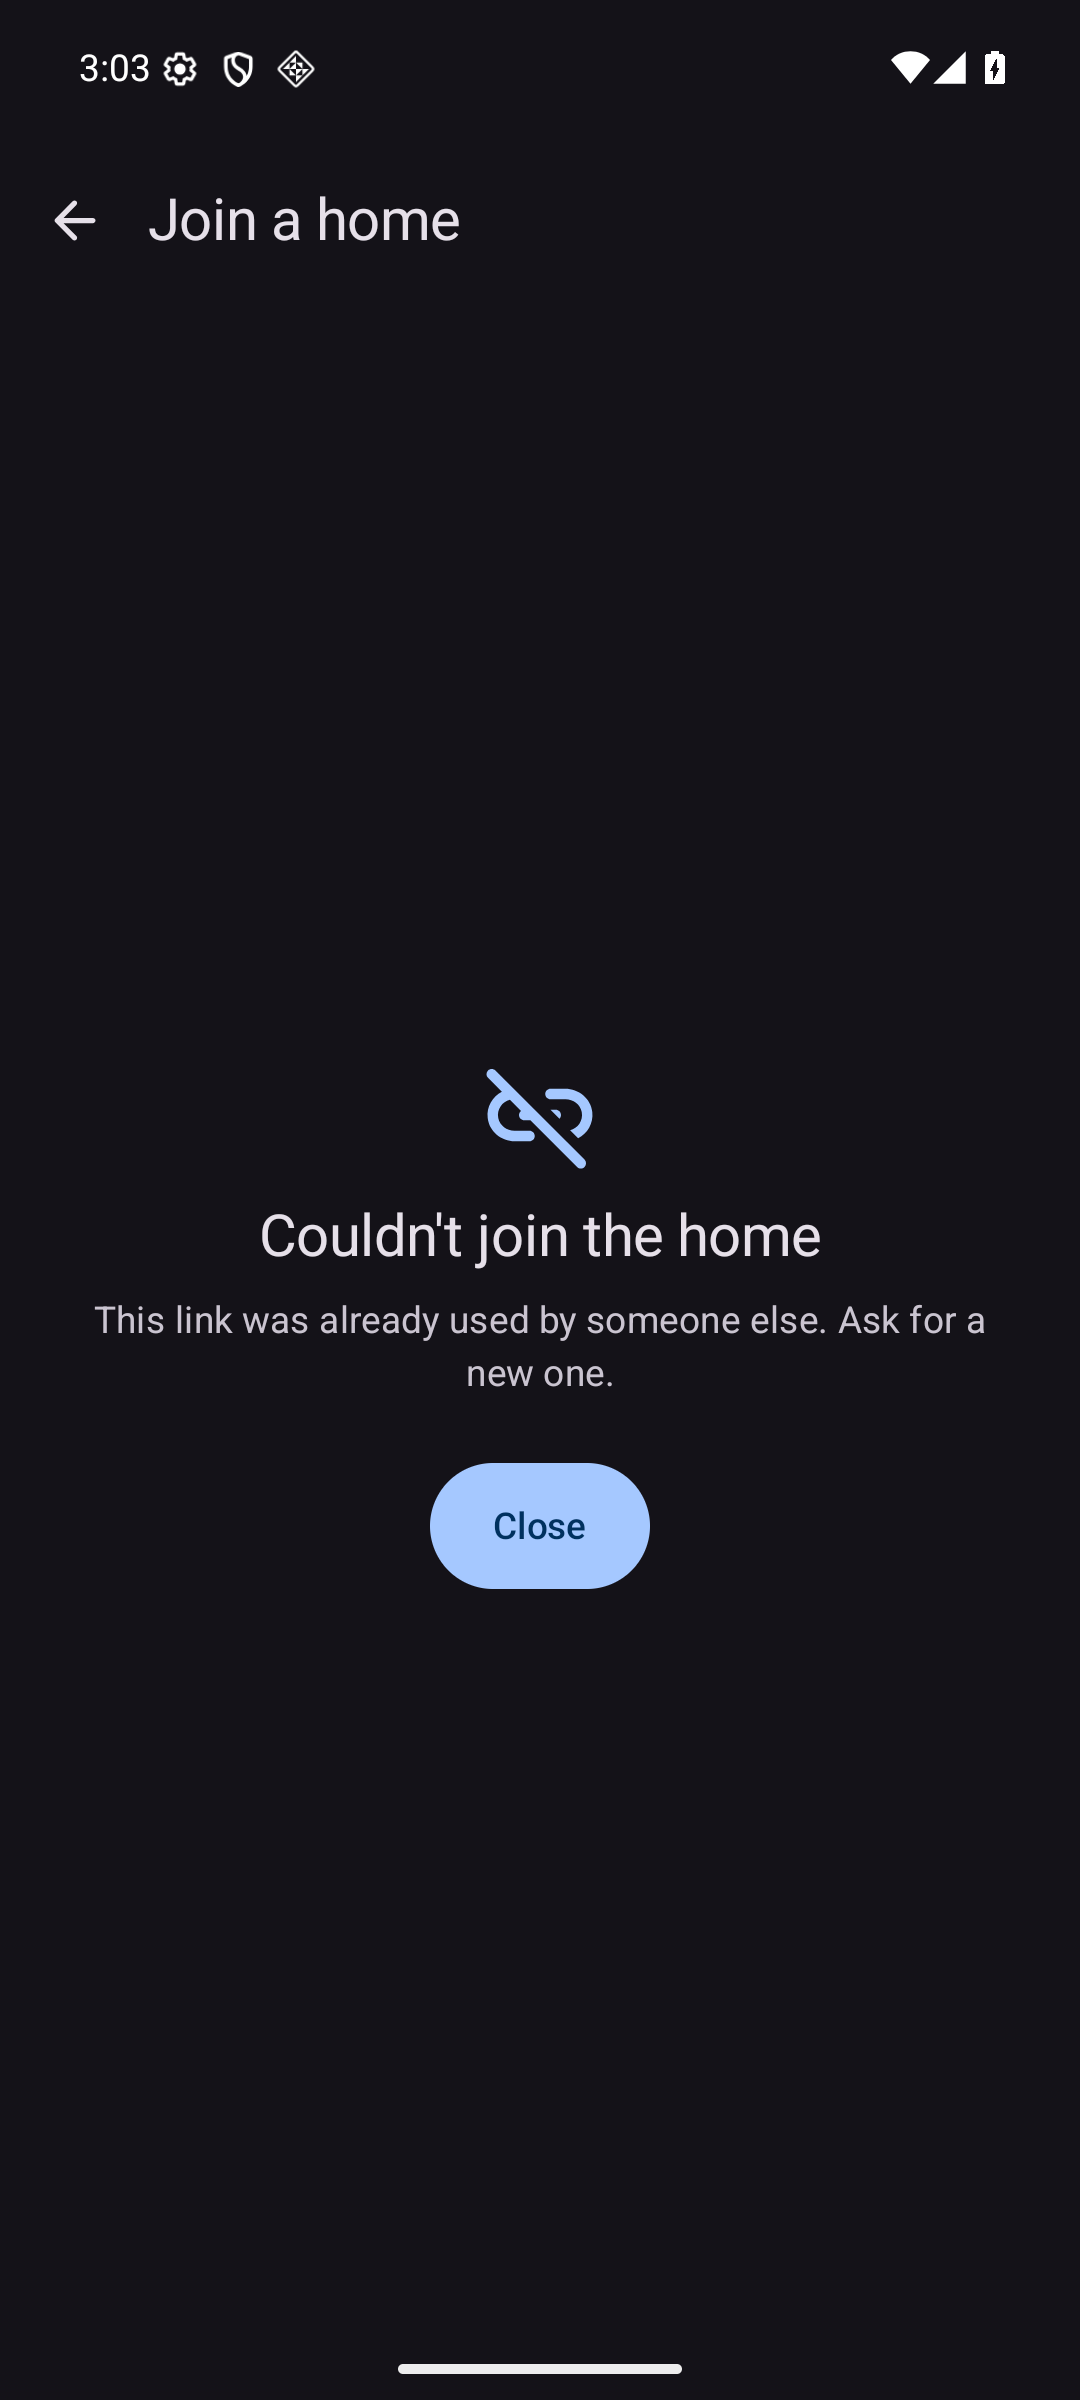 3:03
Join a home
Couldn't join the home
This link was already used by someone else. Ask for a
new one.
Close